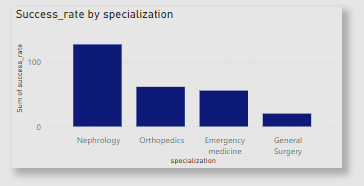 Success_rate by specialization
Sum of success_rate
100
0
Nephrology
Orthopedics
Emergency
medicine
General
Surgery
specialization